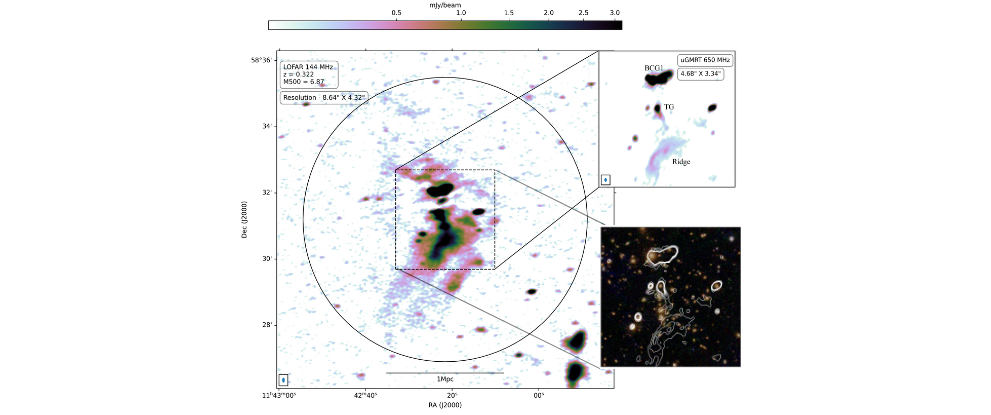 mJy/beam
0.5 1.0 1.5 2.0 2.5 3.0
58°36'
34'
32'
30'
28'
Dec (J2000)
LOFAR 144 MHz
z = 0.322
M500 = 6.87
Resolution - 8.64" X 4.32"
1Mpc
11ʰ43ᵐ00ˢ 42ᵐ40ˢ 20ˢ 00ˢ
RA (J2000)
uGMRT 650 MHz
4.68" X 3.34"
BCG1
TG
Ridge